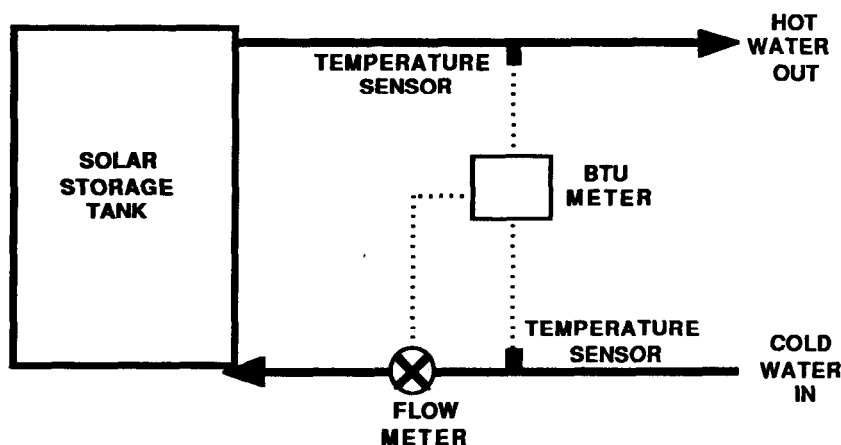 HOT
WATER
OUT
TEMPERATURE
SENSOR
SOLAR
STORAGE
TANK
BTU
METER
TEMPERATURE
SENSOR
COLD
WATER
IN
FLOW
METER